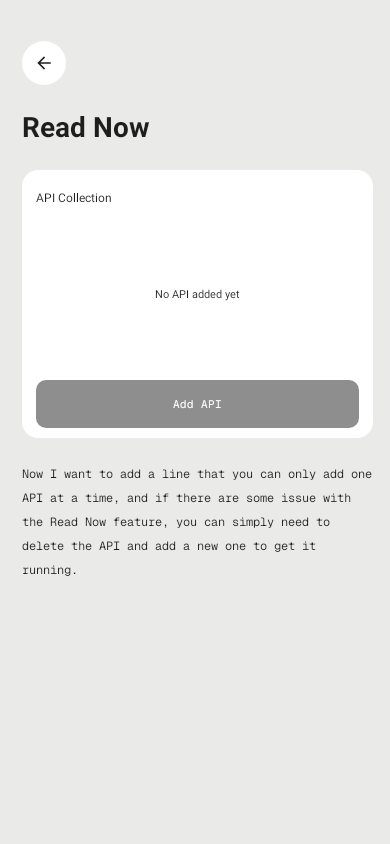 Read Now
API Collection
No API added yet
Add API
Now I want to add a line that you can only add one
API at a time, and if there are some issue with
the Read Now feature, you can simply need to
delete the API and add a new one to get it
running.